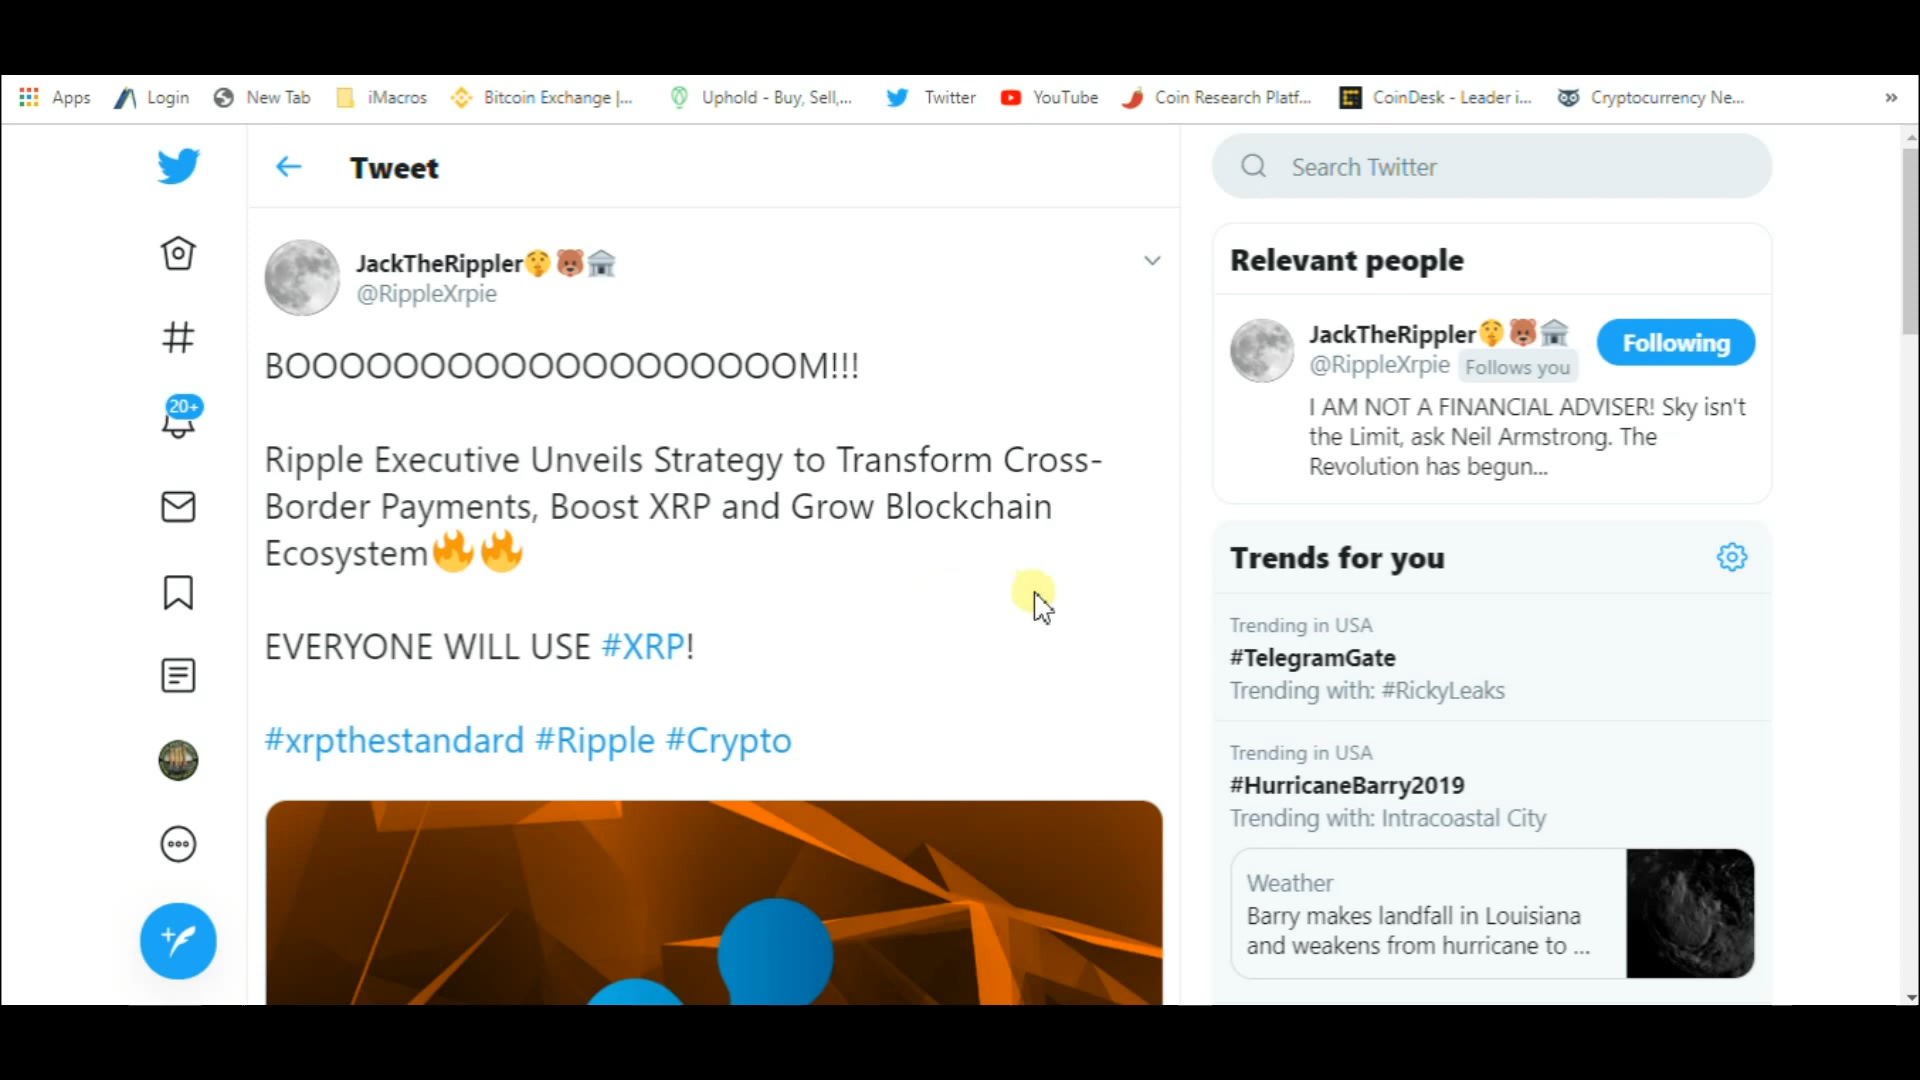 Apps Login New Tab iMacros Bitcoin Exchange |... Uphold - Buy, Sell,... Twitter YouTube Coin Research Platf... CoinDesk - Leader i... Cryptocurrency Ne... »
Tweet
JackTheRippler🤫🐻🏛️
@RippleXrpie
BOOOOOOOOOOOOOOOOOOOM!!!
Ripple Executive Unveils Strategy to Transform Cross-
Border Payments, Boost XRP and Grow Blockchain
Ecosystem🔥🔥
EVERYONE WILL USE #XRP!
#xrpthestandard #Ripple #Crypto
20+
Search Twitter
Relevant people
JackTheRippler🤫🐻🏛️
@RippleXrpie Follows you
Following
I AM NOT A FINANCIAL ADVISER! Sky isn't
the Limit, ask Neil Armstrong. The
Revolution has begun...
Trends for you
Trending in USA
#TelegramGate
Trending with: #RickyLeaks
Trending in USA
#HurricaneBarry2019
Trending with: Intracoastal City
Weather
Barry makes landfall in Louisiana
and weakens from hurricane to ...